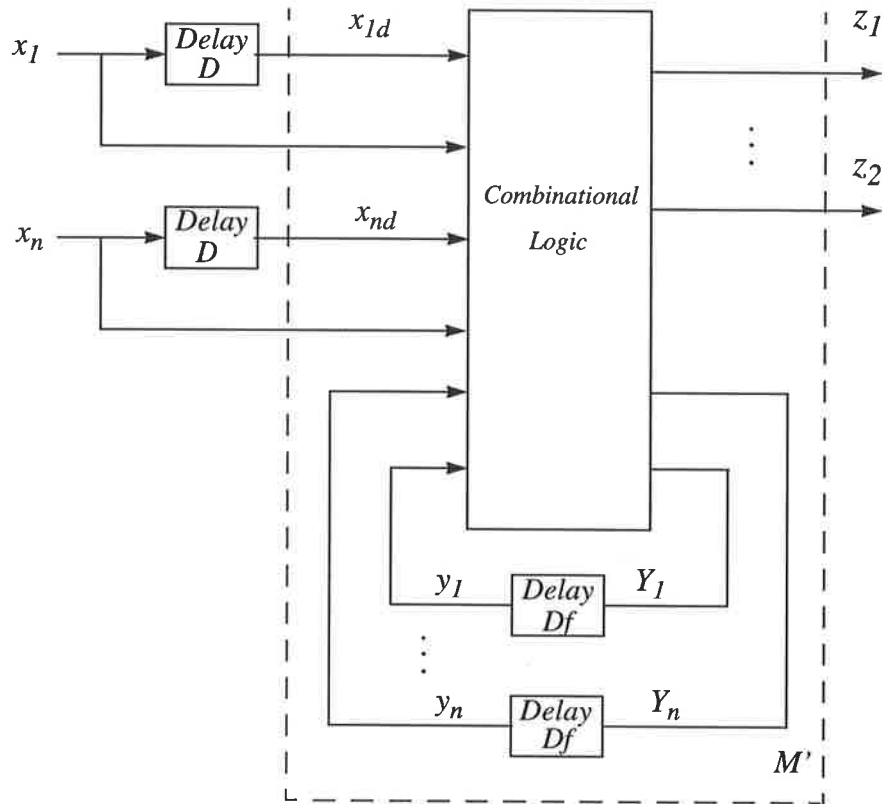 x1
Delay
D
x1d
z1
xn
Delay
D
xnd
z2
Combinational
Logic
y1
Delay
Df
Y1
yn
Delay
Df
Yn
M'